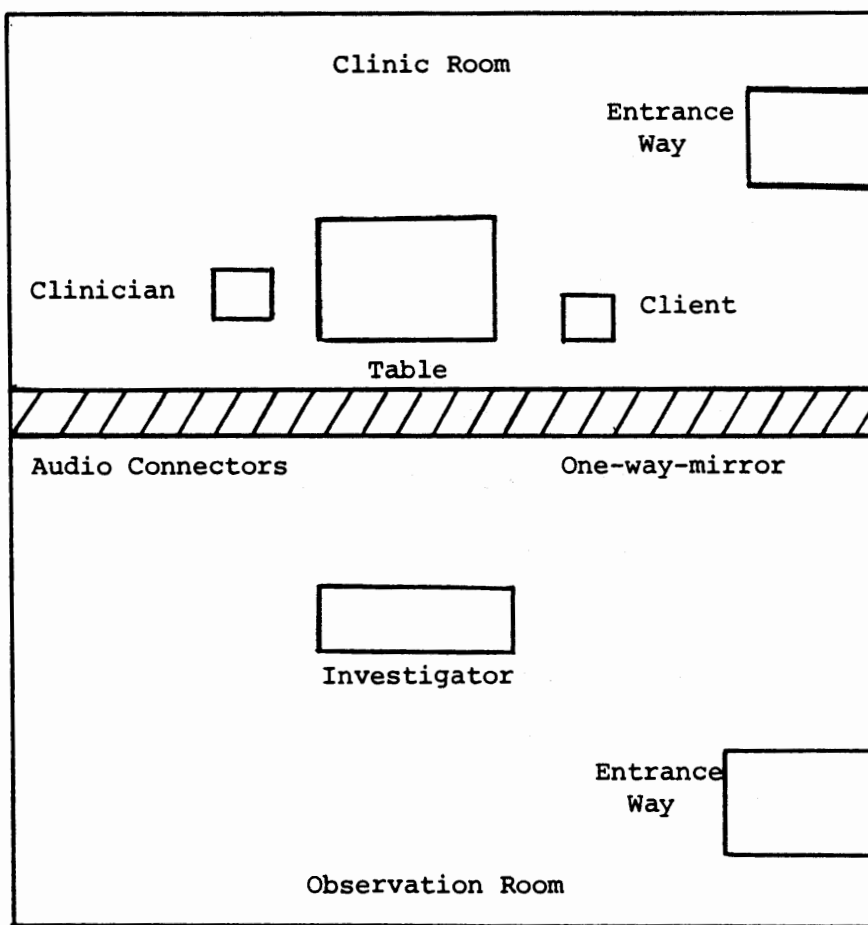 Clinic Room
Entrance
Way
Clinician
Client
Table
Audio Connectors
One-way-mirror
Investigator
Entrance
Way
Observation Room